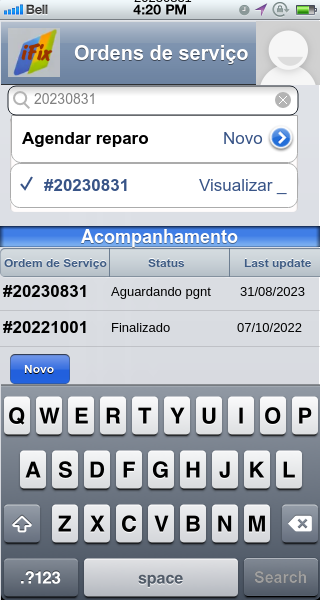 20230831
Bell 4:20 PM
iFix Ordens de serviço
20230831
Agendar reparo Novo
#20230831 Visualizar _
Acompanhamento
Ordem de Serviço Status Last update
#20230831 Aguardando pgnt 31/08/2023
#20221001 Finalizado 07/10/2022
Novo
Q W E R T Y U I O P
A S D F G H J K L
Z X C V B N M
.?123 space Search